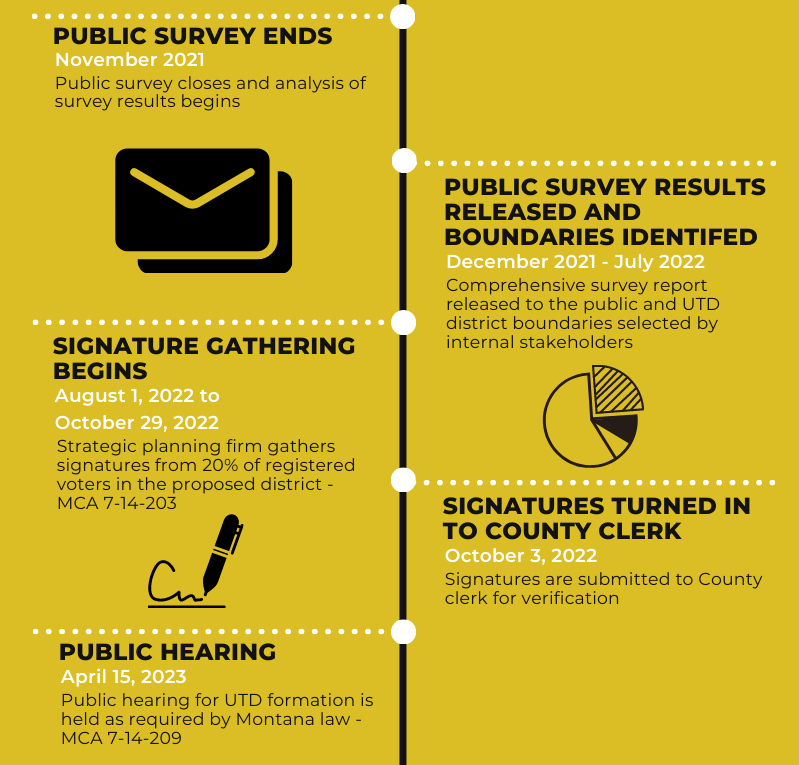 PUBLIC SURVEY ENDS
November 2021
Public survey closes and analysis of
survey results begins
PUBLIC SURVEY RESULTS
RELEASED AND
BOUNDARIES IDENTIFED
December 2021 - July 2022
Comprehensive survey report
released to the public and UTD
district boundaries selected by
internal stakeholders
SIGNATURE GATHERING
BEGINS
August 1, 2022 to
October 29, 2022
Strategic planning firm gathers
signatures from 20% of registered
voters in the proposed district -
MCA 7-14-203
SIGNATURES TURNED IN
TO COUNTY CLERK
October 3, 2022
Signatures are submitted to County
clerk for verification
PUBLIC HEARING
April 15, 2023
Public hearing for UTD formation is
held as required by Montana law -
MCA 7-14-209